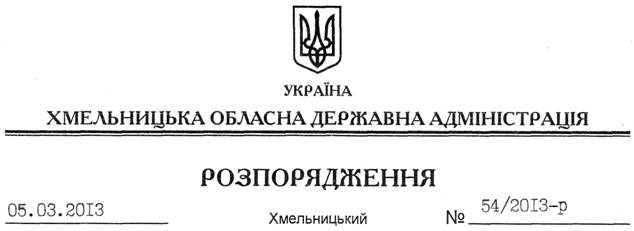 УКРАЇНА
ХМЕЛЬНИЦЬКА ОБЛАСНА ДЕРЖАВНА АДМІНІСТРАЦІЯ
РОЗПОРЯДЖЕННЯ
05.03.2013 Хмельницький № 54/2013-р